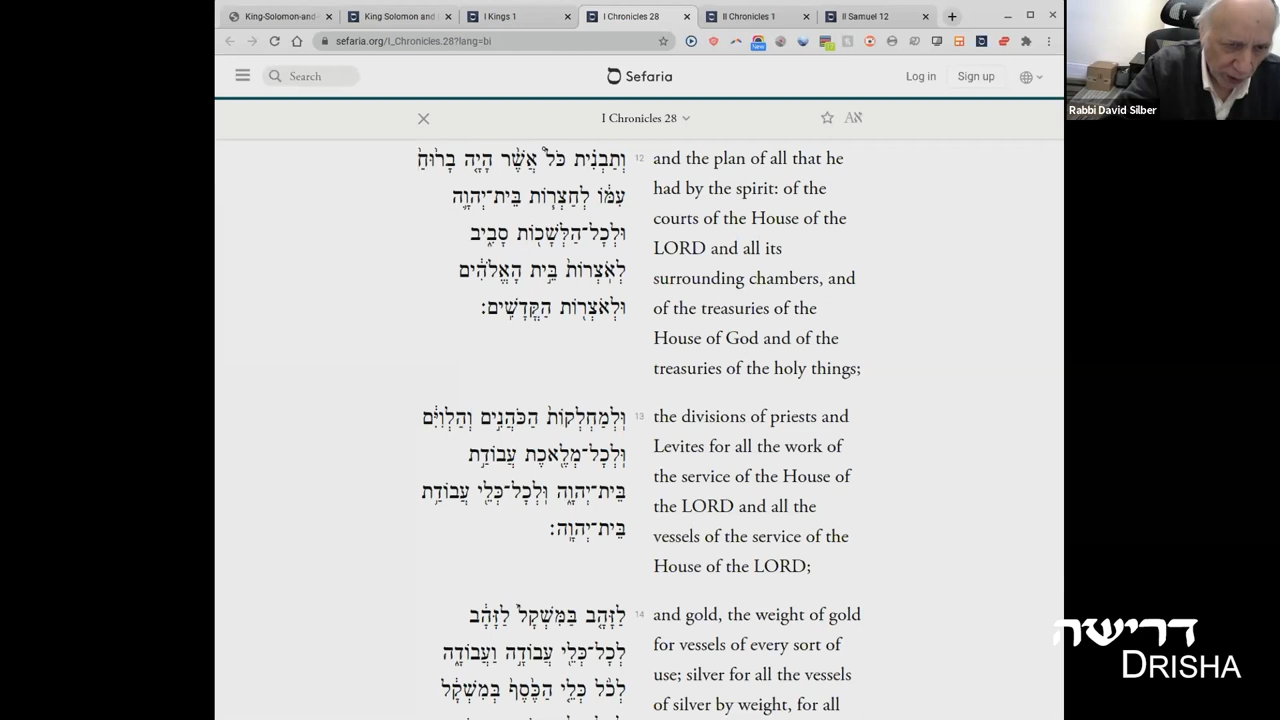 King-Solomon-and-
King Solomon and
I Kings 1
I Chronicles 28
II Chronicles 1
II Samuel 12
sefaria.org/I_Chronicles.28?lang=bi
New
Search
Sefaria
Log in
Sign up
Rabbi David Silber
I Chronicles 28
וְתַבְנִ֗ית כֹּל֩ אֲשֶׁ֨ר הָיָ֤ה בָר֙וּחַ֙
עִמּ֔וֹ לְחַצְר֧וֹת בֵּית־יְהוָ֛ה
וּלְכָל־הַלְּשָׁכ֖וֹת סָבִ֑יב
לְאֹֽצְרוֹת֙ בֵּ֣ית הָאֱלֹהִ֔ים
וּלְאֹצְר֖וֹת הַקֳּדָשִֽׁים׃
12
and the plan of all that he
had by the spirit: of the
courts of the House of the
LORD and all its
surrounding chambers, and
of the treasuries of the
House of God and of the
treasuries of the holy things;
וּֽלְמַחְלְקוֹת֙ הַכֹּהֲנִ֣ים וְהַלְוִיִּ֔ם
וּֽלְכָל־מְלֶ֖אכֶת עֲבוֹדַ֣ת
בֵּית־יְהוָ֑ה וּֽלְכָל־כְּלֵ֖י עֲבוֹדַ֥ת
בֵּית־יְהוָֽה׃
13
the divisions of priests and
Levites for all the work of
the service of the House of
the LORD and all the
vessels of the service of the
House of the LORD;
לַזָּהָ֤ב בַּמִּשְׁקָל֙ לַזָּהָ֔ב
לְכָל־כְּלֵ֖י עֲבוֹדָ֣ה וַעֲבוֹדָ֑ה
לְכֹ֨ל כְּלֵ֤י הַכֶּ֙סֶף֙ בְּמִשְׁקָ֔ל
14
and gold, the weight of gold
for vessels of every sort of
use; silver for all the vessels
of silver by weight, for all
דרישה
DRISHA